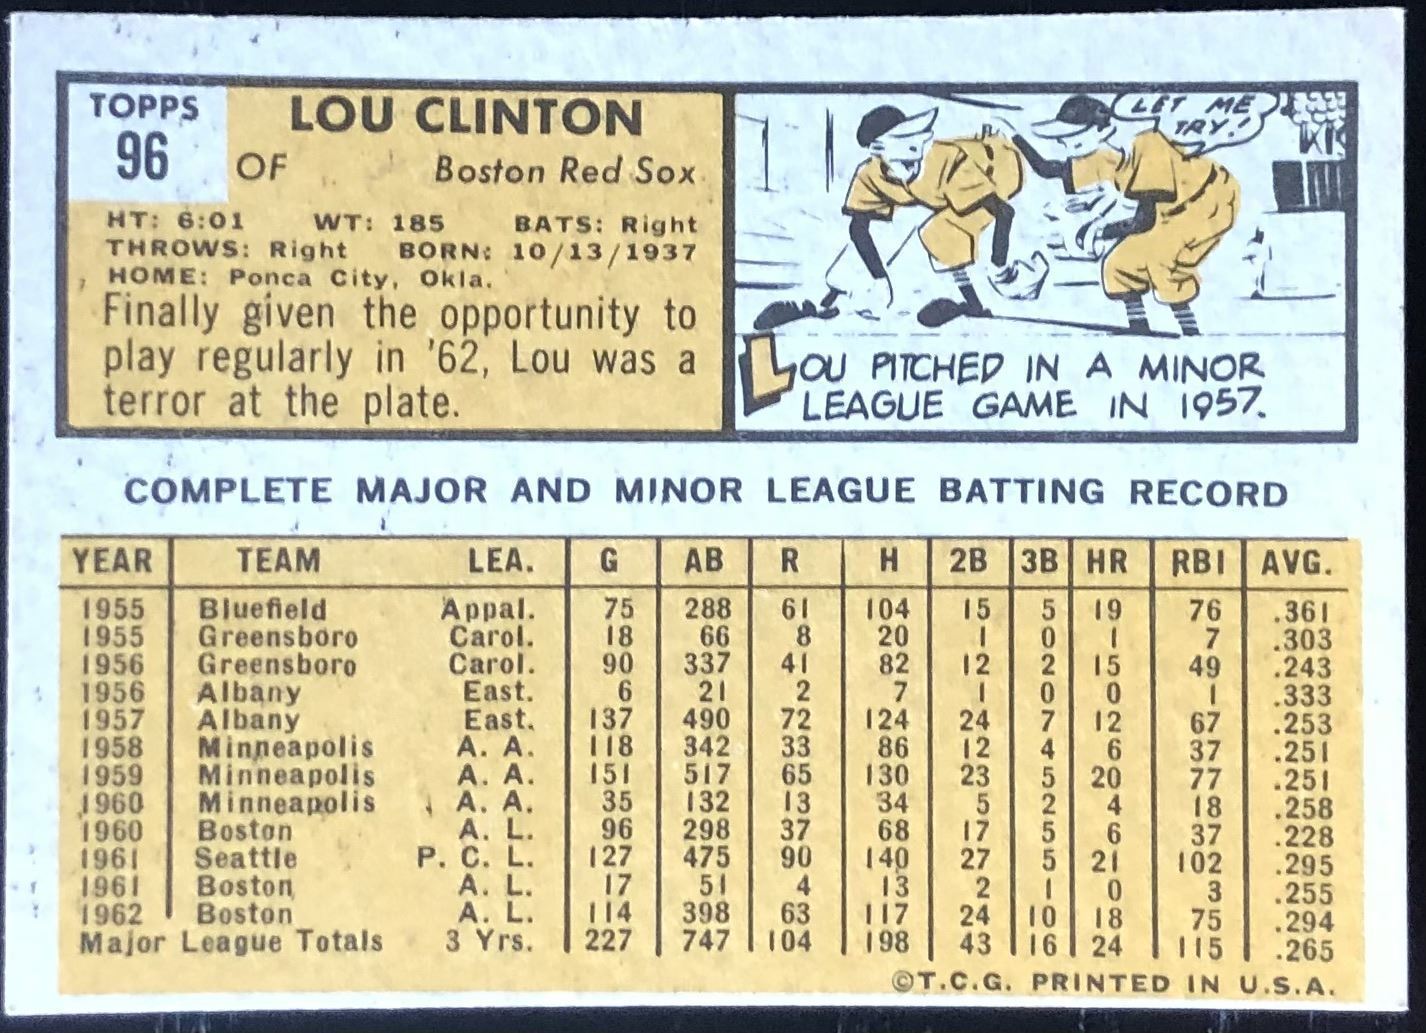 TOPPS
96
LOU CLINTON
OF Boston Red Sox
HT: 6:01 WT: 185 BATS: Right
THROWS: Right BORN: 10/13/1937
HOME: Ponca City, Okla.
Finally given the opportunity to
play regularly in '62, Lou was a
terror at the plate.
LET ME
TRY!
LOU PITCHED IN A MINOR
LEAGUE GAME IN 1957.
COMPLETE MAJOR AND MINOR LEAGUE BATTING RECORD
YEAR TEAM LEA. G AB R H 2B 3B HR RBI AVG.
1955 Bluefield Appal. 75 288 61 104 15 5 19 76 .361
1955 Greensboro Carol. 18 66 8 20 1 0 1 7 .303
1956 Greensboro Carol. 90 337 41 82 12 2 15 49 .243
1956 Albany East. 6 21 2 7 1 0 0 1 .333
1957 Albany East. 137 490 72 124 24 7 12 67 .253
1958 Minneapolis A. A. 118 342 33 86 12 4 6 37 .251
1959 Minneapolis A. A. 151 517 65 130 23 5 20 77 .251
1960 Minneapolis A. A. 35 132 13 34 5 2 4 18 .258
1960 Boston A. L. 96 298 37 68 17 5 6 37 .228
1961 Seattle P. C. L. 127 475 90 140 27 5 21 102 .295
1961 Boston A. L. 17 51 4 13 2 1 0 3 .255
1962 Boston A. L. 114 398 63 117 24 10 18 75 .294
Major League Totals 3 Yrs. 227 747 104 198 43 16 24 115 .265
©T.C.G. PRINTED IN U.S.A.